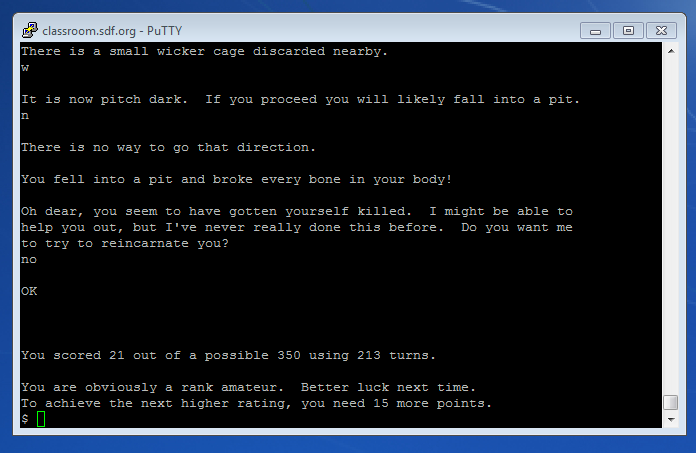 classroom.sdf.org - PuTTY
There is a small wicker cage discarded nearby.
w
It is now pitch dark.  If you proceed you will likely fall into a pit.
n
There is no way to go that direction.
You fell into a pit and broke every bone in your body!
Oh dear, you seem to have gotten yourself killed.  I might be able to
help you out, but I've never really done this before.  Do you want me
to try to reincarnate you?
no
OK
You scored 21 out of a possible 350 using 213 turns.
You are obviously a rank amateur.  Better luck next time.
To achieve the next higher rating, you need 15 more points.
$